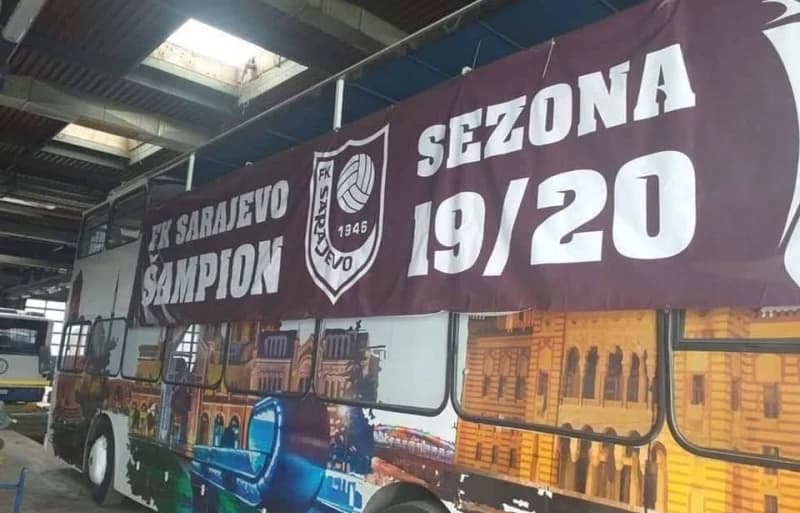 FK SARAJEVO
ŠAMPION
FK
SARAJEVO
1946
SEZONA
19/20